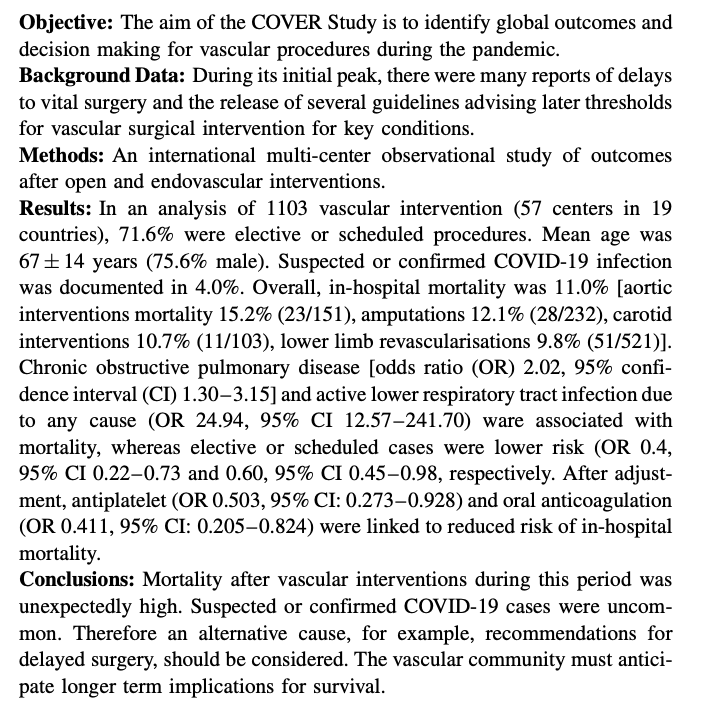 Objective: The aim of the COVER Study is to identify global outcomes and
decision making for vascular procedures during the pandemic.
Background Data: During its initial peak, there were many reports of delays
to vital surgery and the release of several guidelines advising later thresholds
for vascular surgical intervention for key conditions.
Methods: An international multi-center observational study of outcomes
after open and endovascular interventions.
Results: In an analysis of 1103 vascular intervention (57 centers in 19
countries), 71.6% were elective or scheduled procedures. Mean age was
67 ± 14 years (75.6% male). Suspected or confirmed COVID-19 infection
was documented in 4.0%. Overall, in-hospital mortality was 11.0% [aortic
interventions mortality 15.2% (23/151), amputations 12.1% (28/232), carotid
interventions 10.7% (11/103), lower limb revascularisations 9.8% (51/521)].
Chronic obstructive pulmonary disease [odds ratio (OR) 2.02, 95% confi-
dence interval (CI) 1.30–3.15] and active lower respiratory tract infection due
to any cause (OR 24.94, 95% CI 12.57–241.70) ware associated with
mortality, whereas elective or scheduled cases were lower risk (OR 0.4,
95% CI 0.22–0.73 and 0.60, 95% CI 0.45–0.98, respectively. After adjust-
ment, antiplatelet (OR 0.503, 95% CI: 0.273–0.928) and oral anticoagulation
(OR 0.411, 95% CI: 0.205–0.824) were linked to reduced risk of in-hospital
mortality.
Conclusions: Mortality after vascular interventions during this period was
unexpectedly high. Suspected or confirmed COVID-19 cases were uncom-
mon. Therefore an alternative cause, for example, recommendations for
delayed surgery, should be considered. The vascular community must antici-
pate longer term implications for survival.